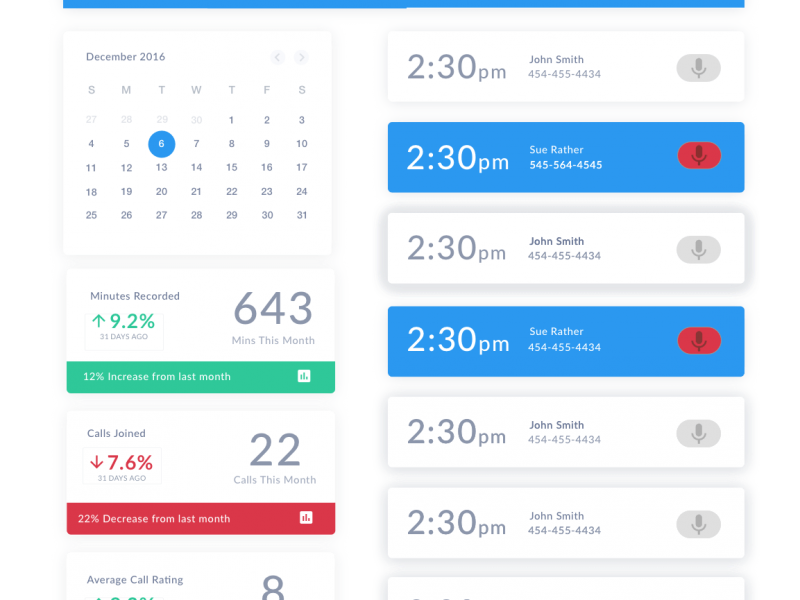 December 2016
S M T W T F S
27 28 29 30 1 2 3
4 5 6 7 8 9 10
11 12 13 14 15 16 17
18 19 20 21 22 23 24
25 26 27 28 29 30 31
Minutes Recorded
9.2%
31 DAYS AGO
643
Mins This Month
12% Increase from last month
Calls Joined
7.6%
31 DAYS AGO
22
Calls This Month
22% Decrease from last month
Average Call Rating
8
2:30pm
John Smith
454-455-4434
2:30pm
Sue Rather
545-564-4545
2:30pm
John Smith
454-455-4434
2:30pm
Sue Rather
454-455-4434
2:30pm
John Smith
454-455-4434
2:30pm
John Smith
454-455-4434